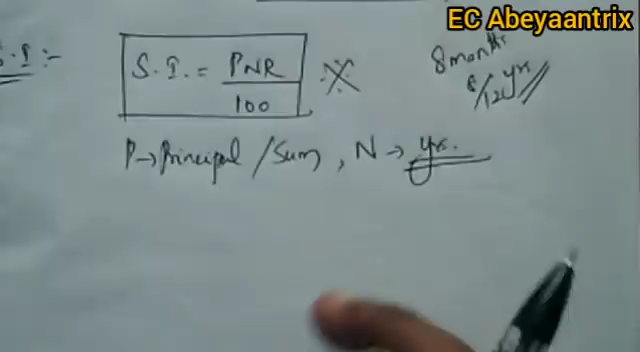 EC Abeyaantrix
S.I :-
S.I. = PNR
100
8 months
8/12 yrs
P → Principal / Sum, N → yrs.